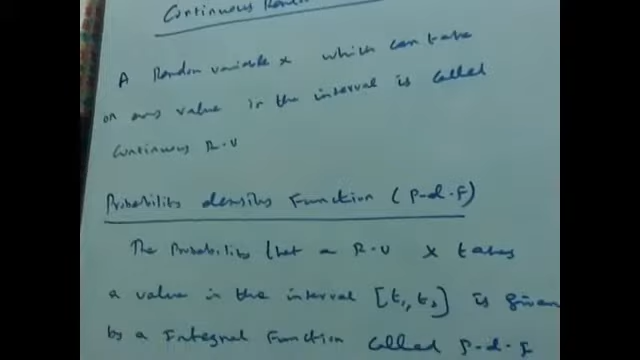 Continuous
A Random variable x which can take
on any value in the interval is called
continuous R.V
Probability density Function (P-d-F)
The Probability that a R.V X takes
a value in the interval [t₁, t₂] is given
by a Integral Function called P-d-F